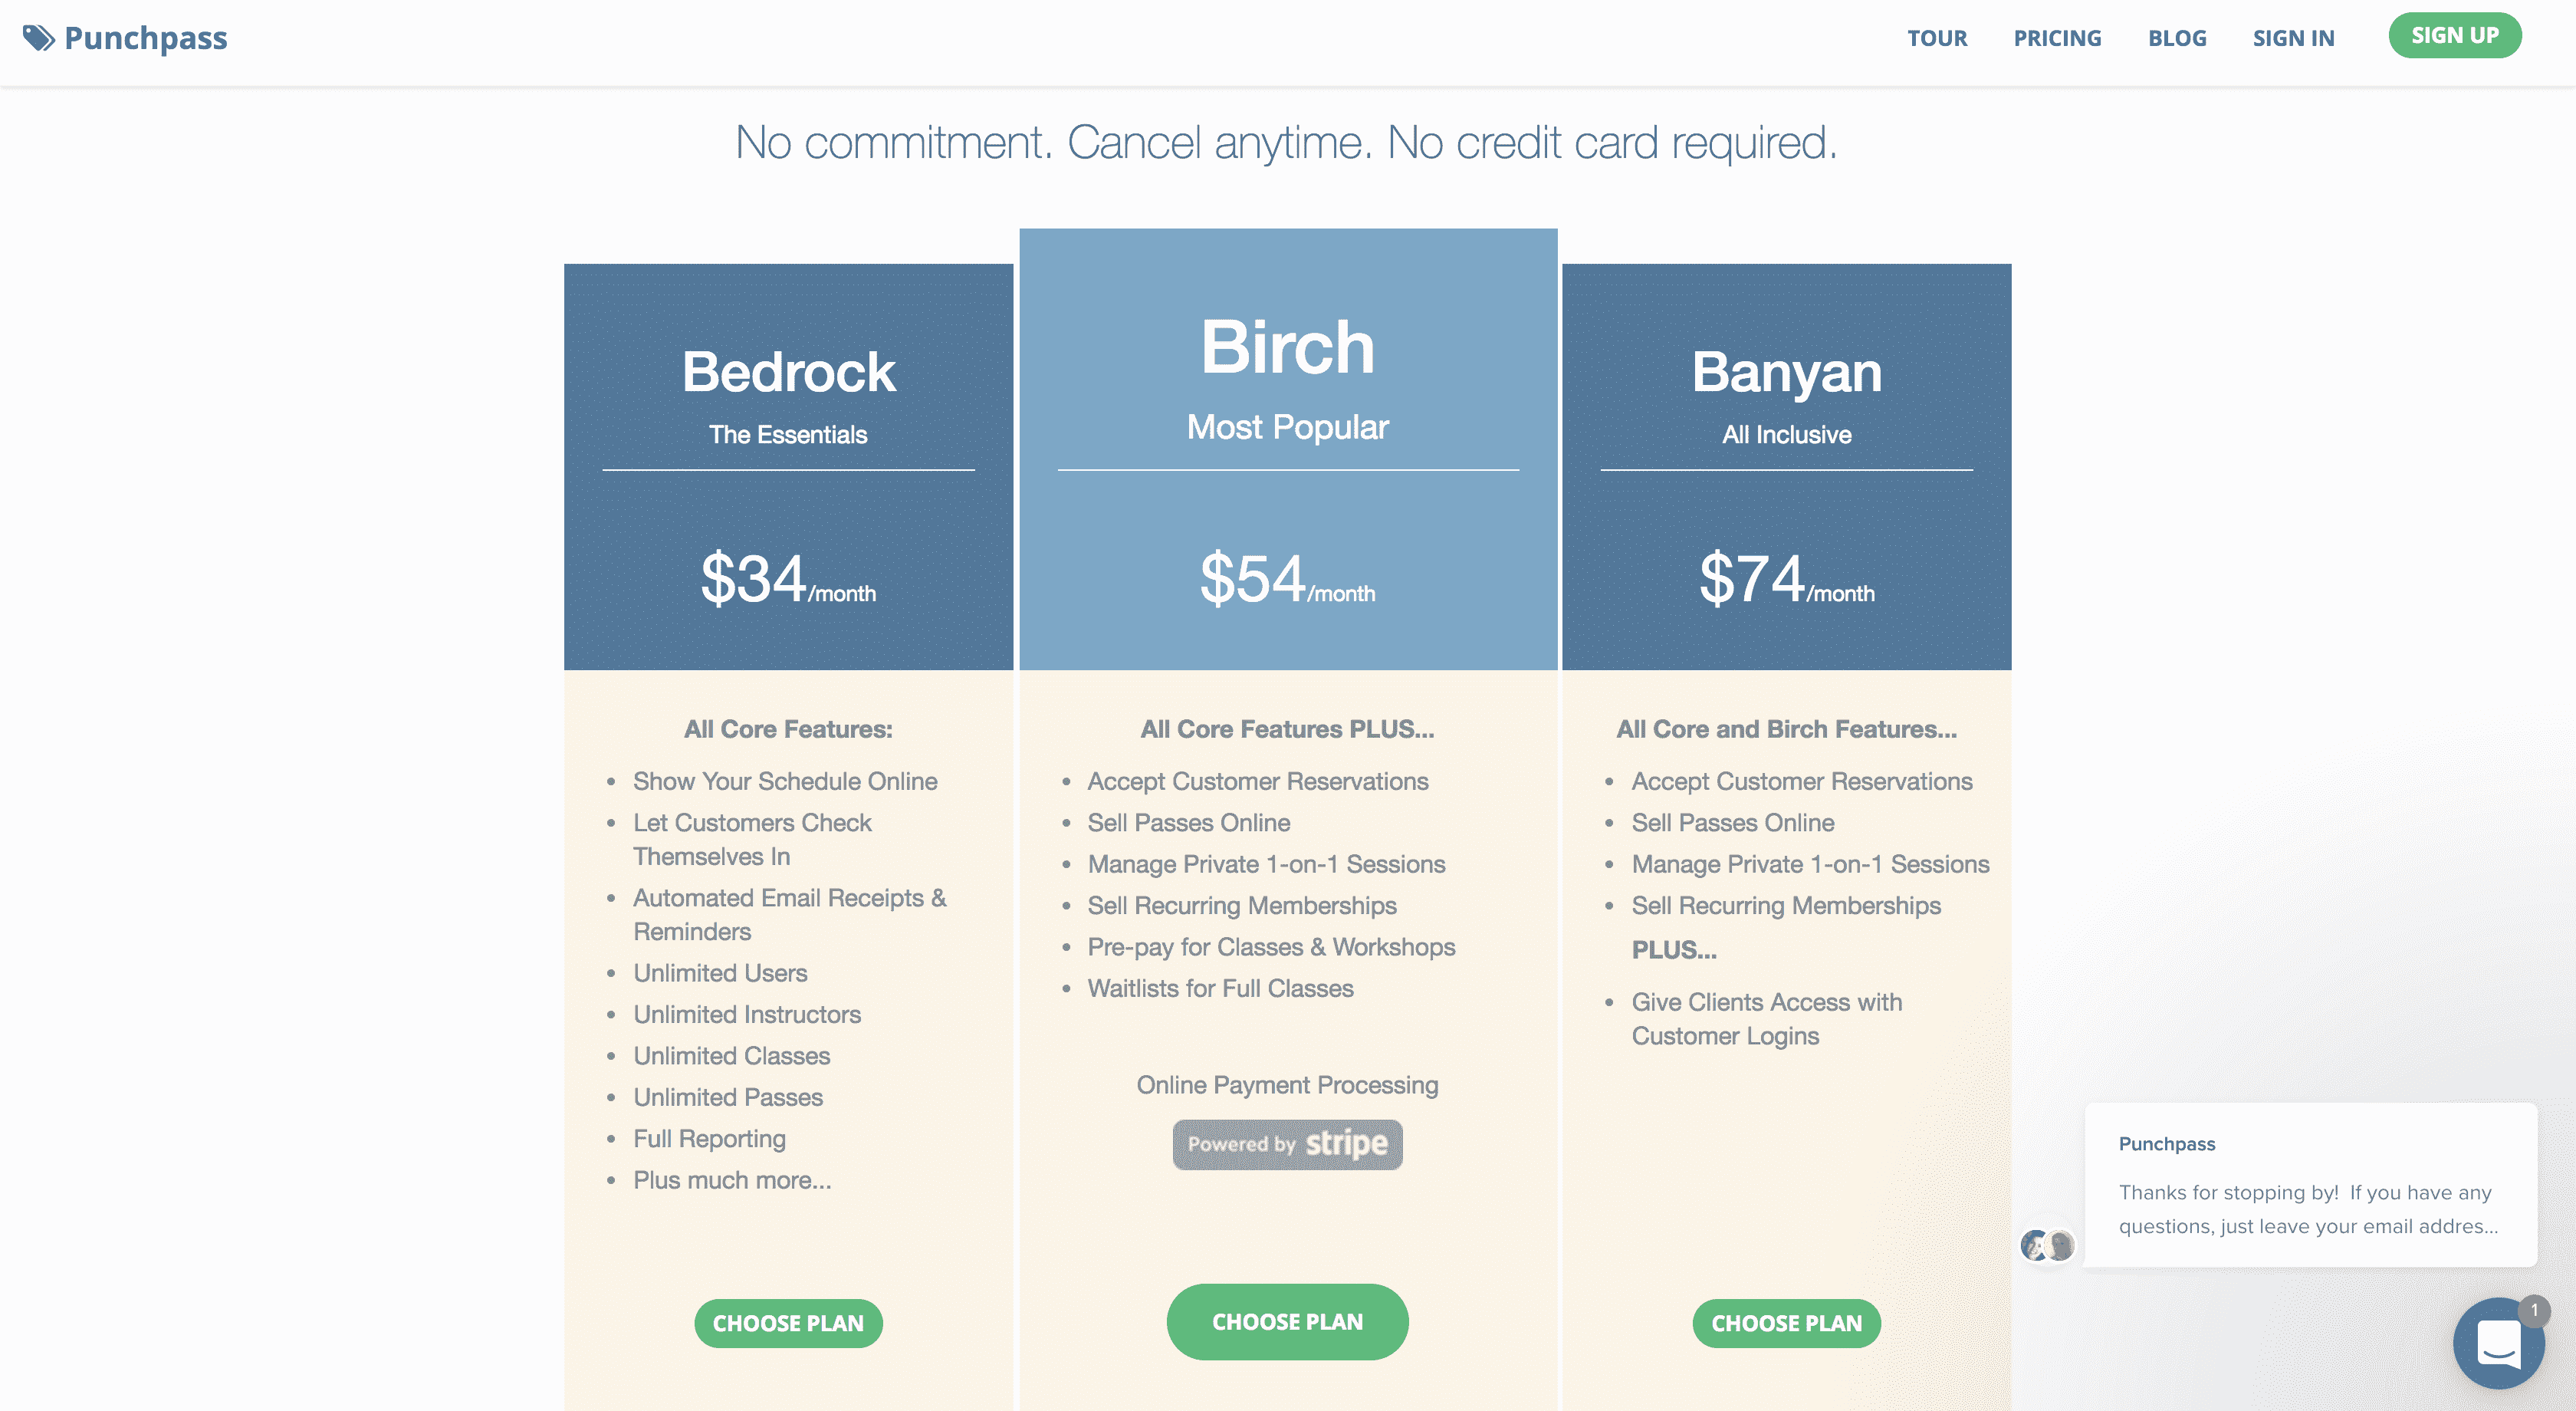 Punchpass
TOUR
PRICING
BLOG
SIGN IN
SIGN UP
No commitment. Cancel anytime. No credit card required.
Bedrock
The Essentials
$34/month
All Core Features:
Show Your Schedule Online
Let Customers Check
Themselves In
Automated Email Receipts &
Reminders
Unlimited Users
Unlimited Instructors
Unlimited Classes
Unlimited Passes
Full Reporting
Plus much more...
CHOOSE PLAN
Birch
Most Popular
$54/month
All Core Features PLUS...
Accept Customer Reservations
Sell Passes Online
Manage Private 1-on-1 Sessions
Sell Recurring Memberships
Pre-pay for Classes & Workshops
Waitlists for Full Classes
Online Payment Processing
Powered by stripe
CHOOSE PLAN
Banyan
All Inclusive
$74/month
All Core and Birch Features...
Accept Customer Reservations
Sell Passes Online
Manage Private 1-on-1 Sessions
Sell Recurring Memberships
PLUS...
Give Clients Access with
Customer Logins
CHOOSE PLAN
Punchpass
Thanks for stopping by! If you have any
questions, just leave your email addres...
1